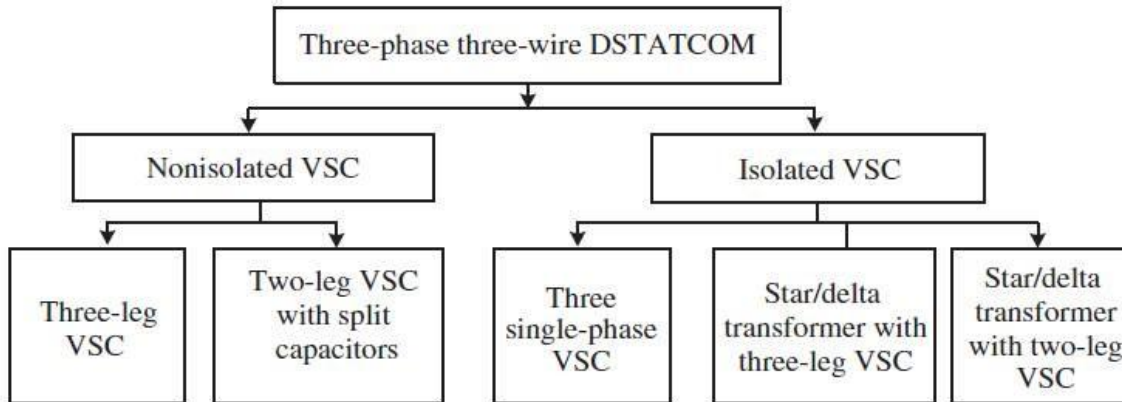 Three-phase three-wire DSTATCOM
Nonisolated VSC
Isolated VSC
Three-leg
VSC
Two-leg VSC
with split
capacitors
Three
single-phase
VSC
Star/delta
transformer with
three-leg VSC
Star/delta
transformer
with two-leg
VSC